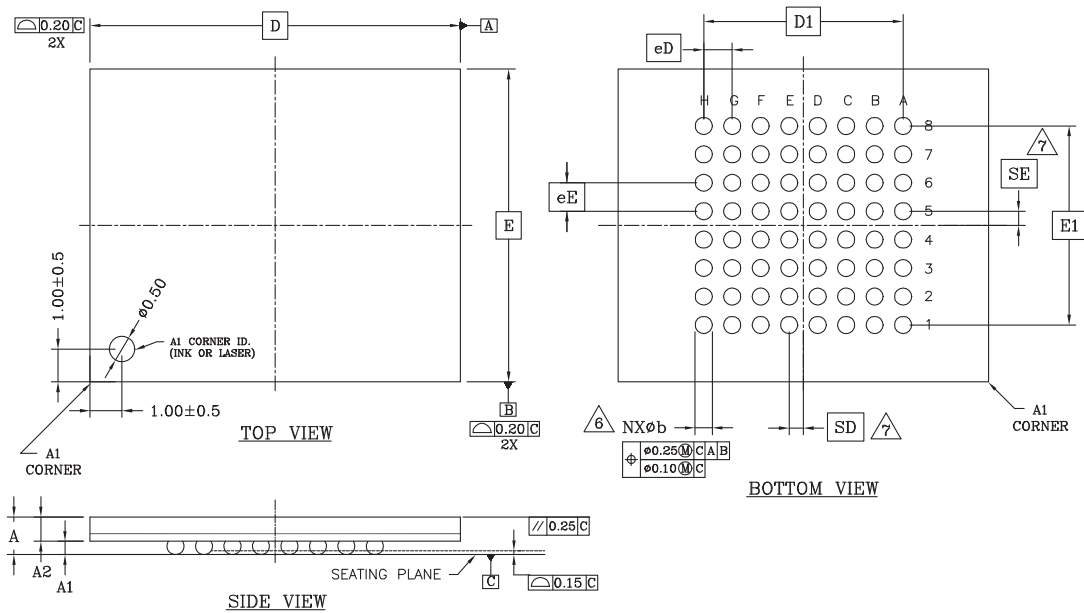 ⌓ 0.20 C
2X
D
A
E
1.00±0.5
ø0.50
A1 CORNER ID.
(INK OR LASER)
1.00±0.5
B
⌓ 0.20 C
2X
TOP VIEW
A1
CORNER
D1
eD
H G F E D C B A
8
7
6
5
4
3
2
1
7
SE
eE
E1
6 NXøb
⌖ ø0.25Ⓜ C A B
ø0.10Ⓜ C
SD 7
A1
CORNER
BOTTOM VIEW
A
A2
A1
// 0.25 C
SEATING PLANE
C
⌓ 0.15 C
SIDE VIEW